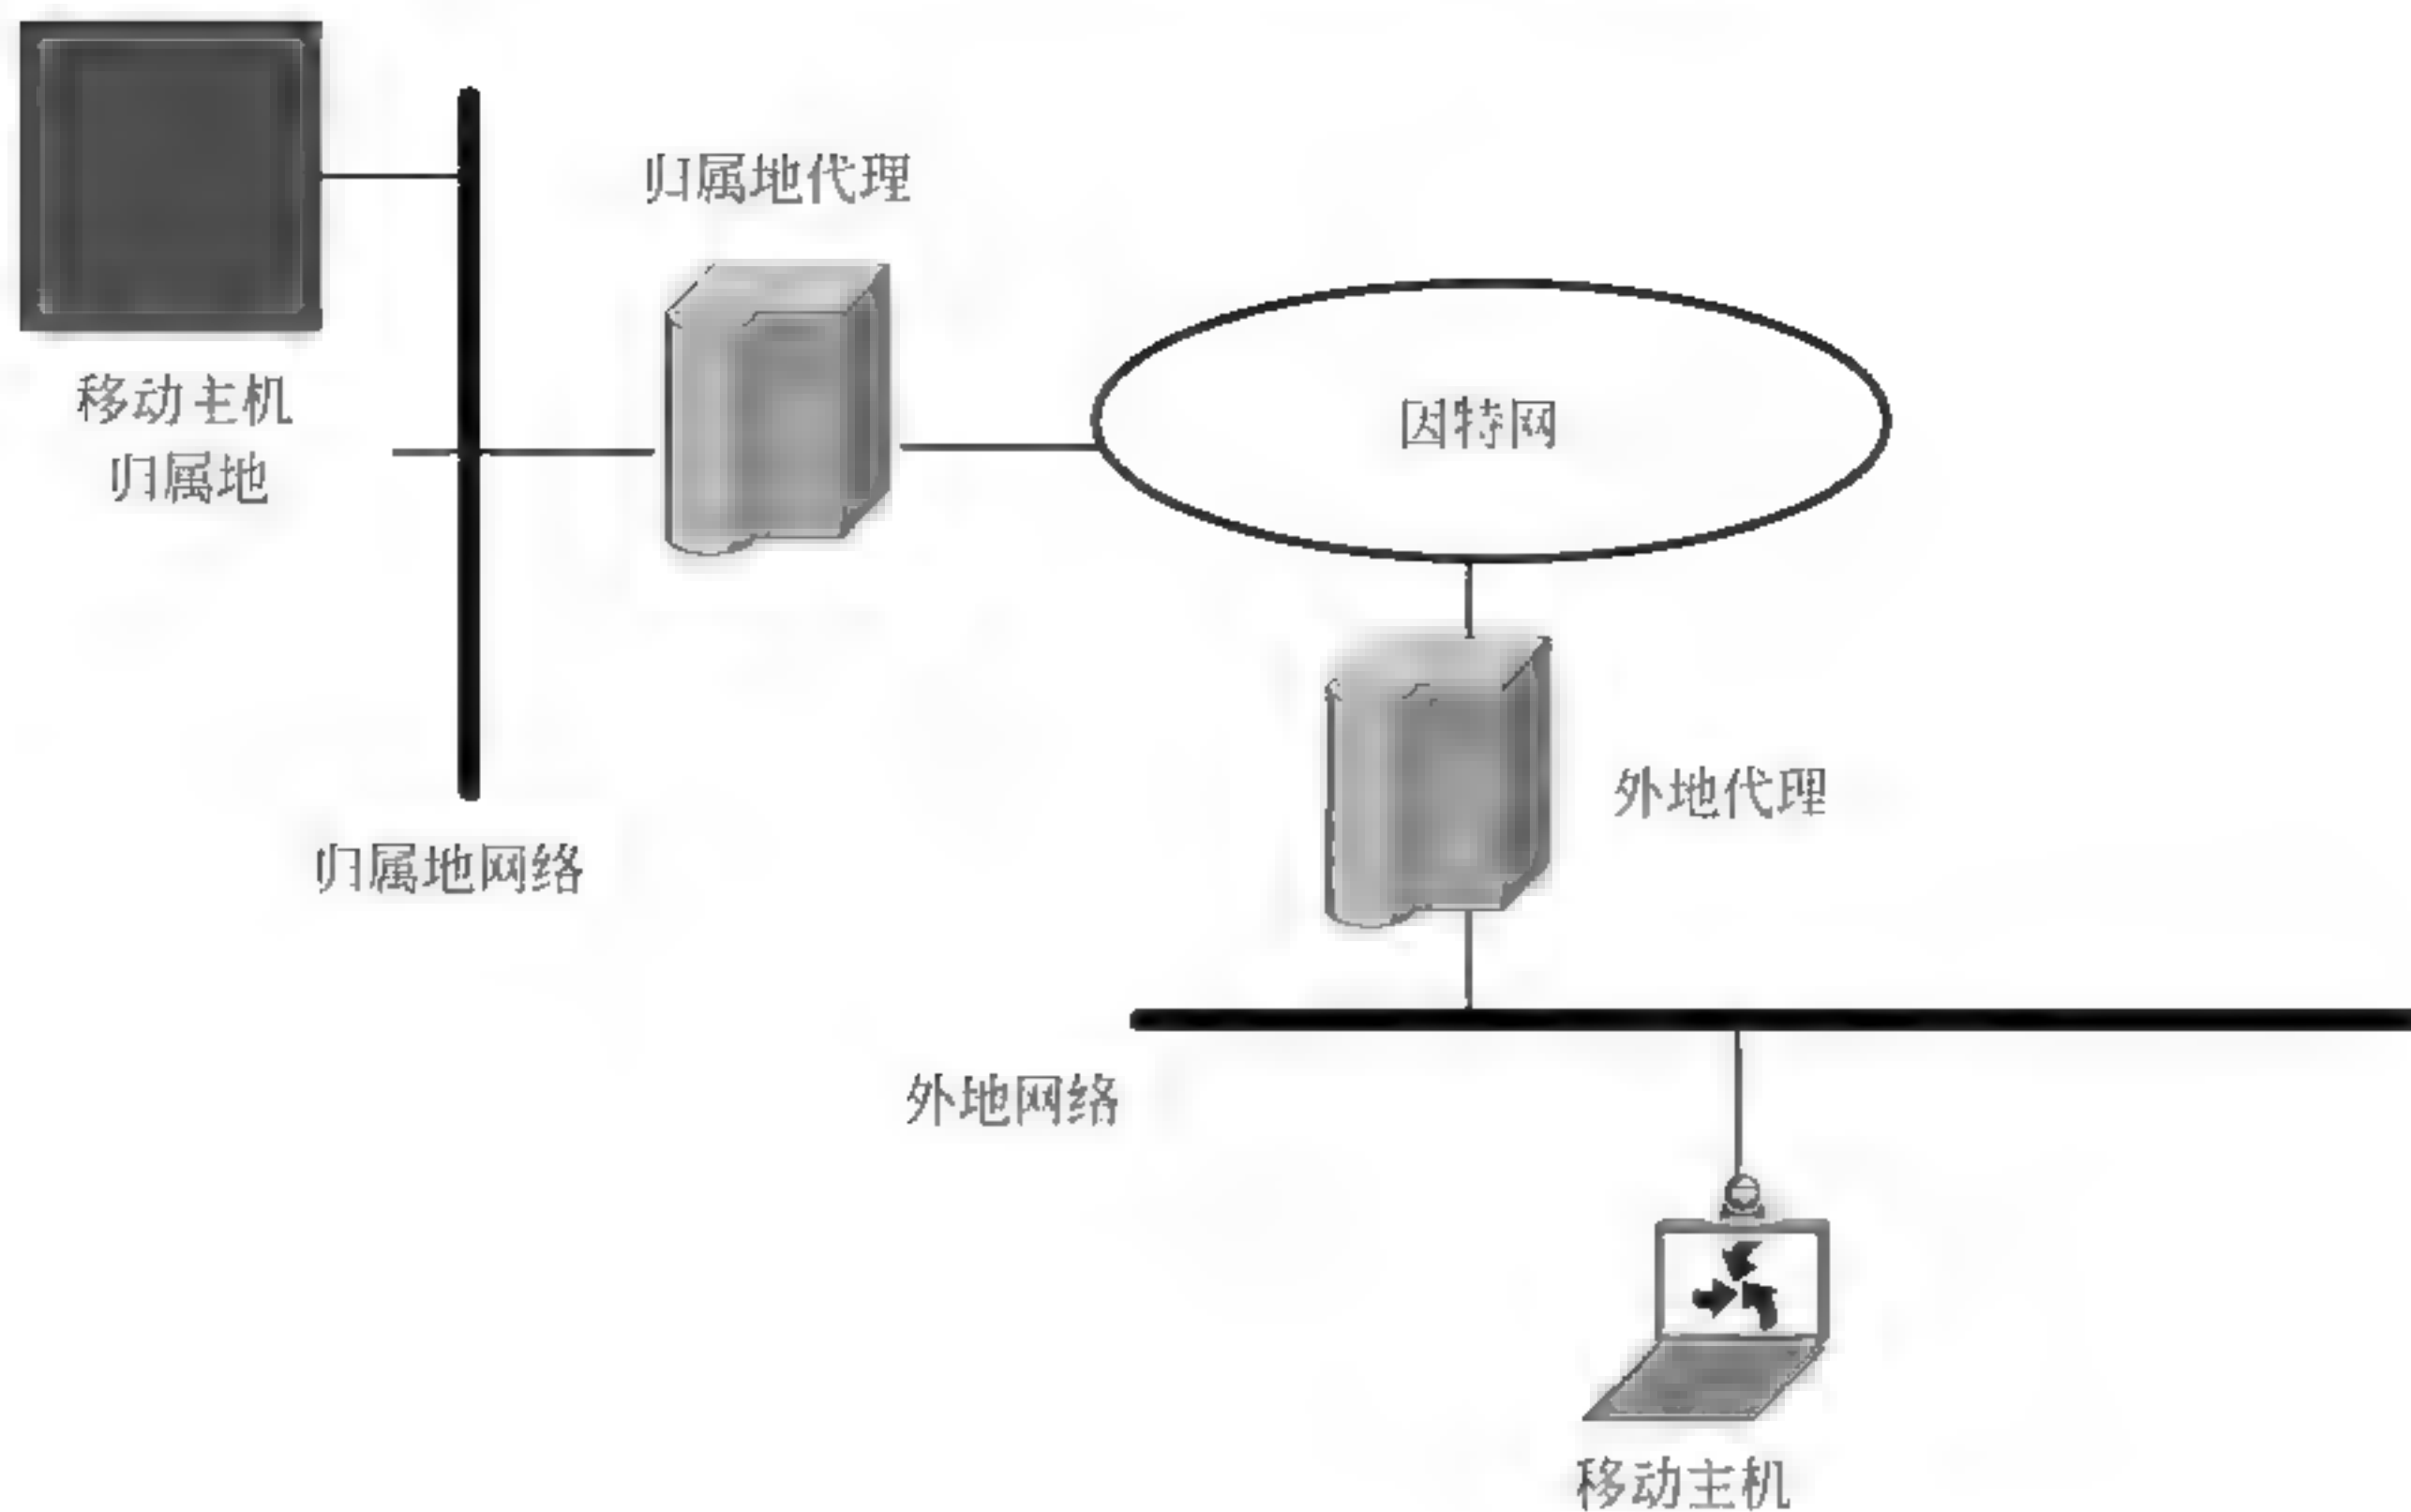 归属地代理
移动主机
归属地
因特网
外地代理
归属地网络
外地网络
移动主机